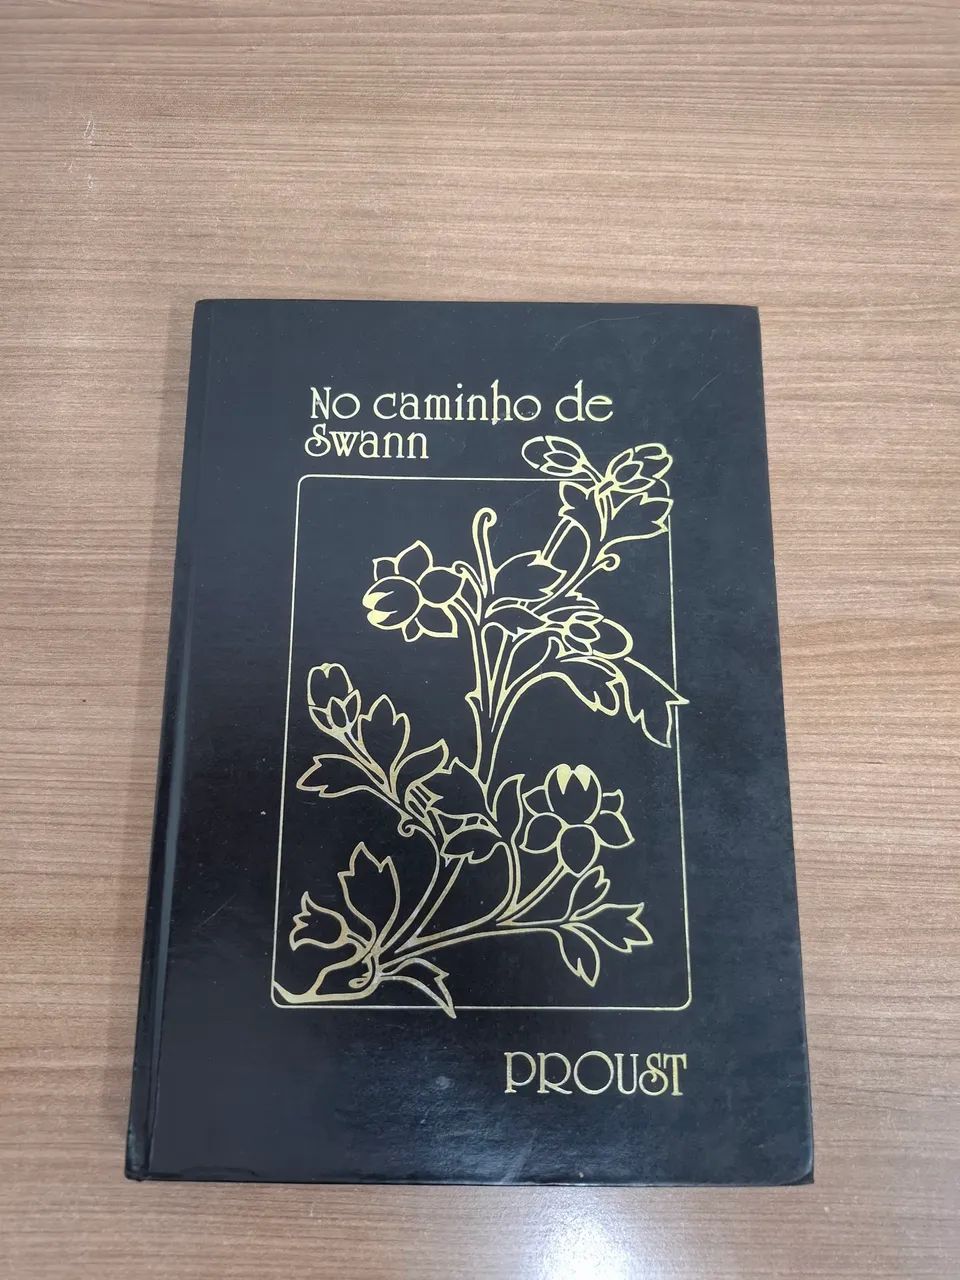 No caminho de
Swann
PROUST